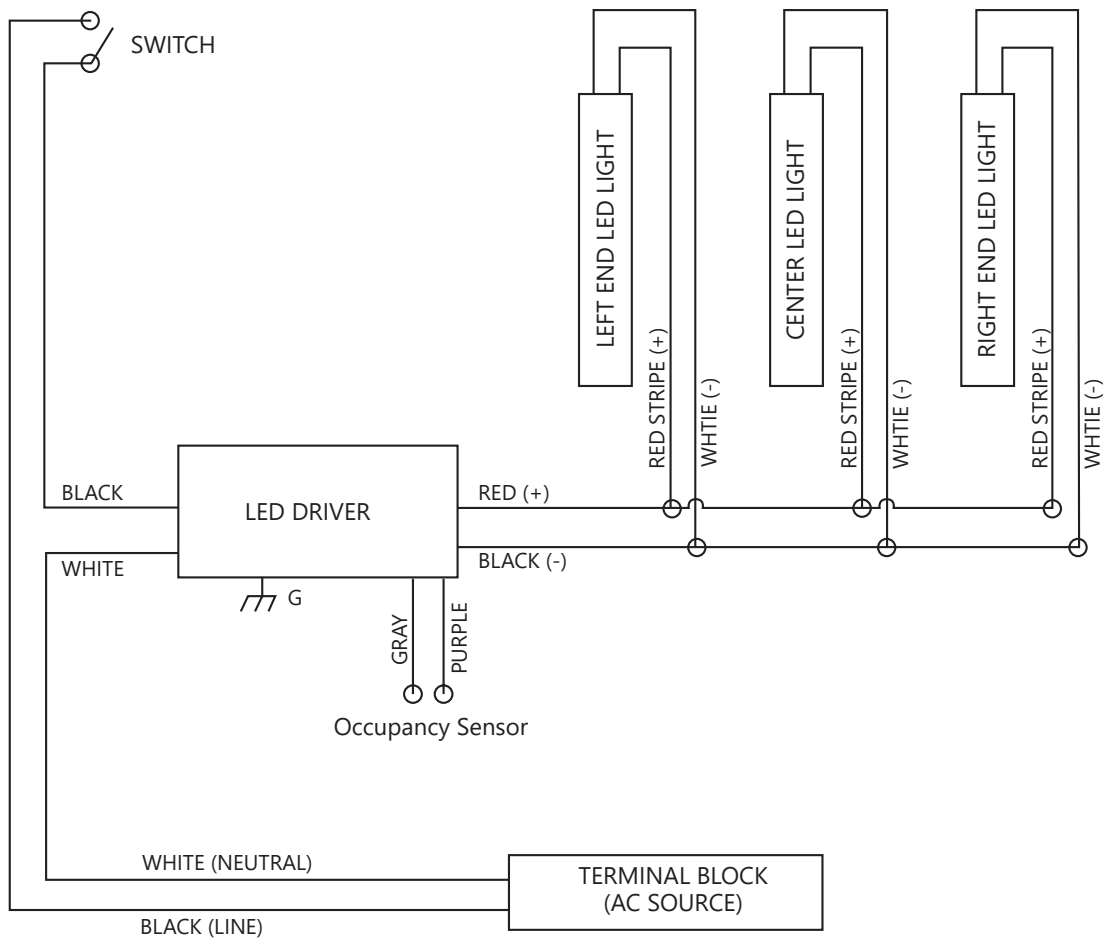 SWITCH
LEFT END LED LIGHT
CENTER LED LIGHT
RIGHT END LED LIGHT
RED STRIPE (+)
WHTIE (-)
RED STRIPE (+)
WHTIE (-)
RED STRIPE (+)
WHTIE (-)
BLACK
LED DRIVER
RED (+)
WHITE
BLACK (-)
G
GRAY
PURPLE
Occupancy Sensor
WHITE (NEUTRAL)
TERMINAL BLOCK
(AC SOURCE)
BLACK (LINE)